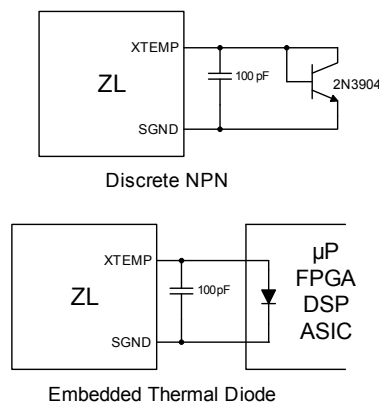 XTEMP
ZL
100 pF
2N3904
SGND
Discrete NPN
XTEMP
µP
FPGA
DSP
ASIC
ZL
100pF
SGND
Embedded Thermal Diode